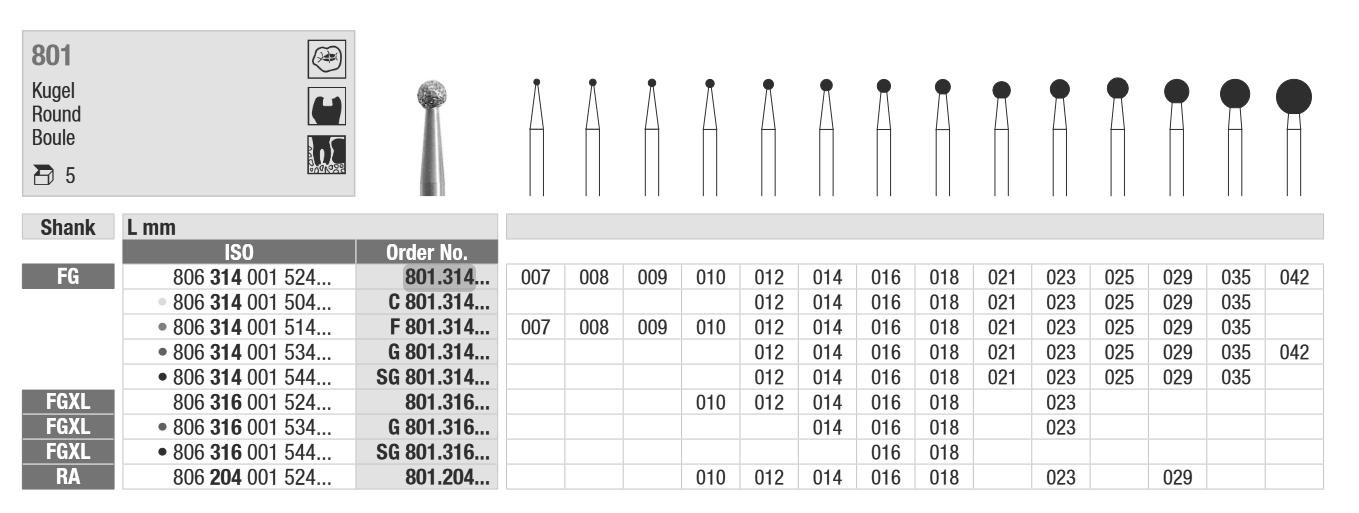 801
Kugel
Round
Boule
5
Shank L mm
ISO Order No.
FG 806 314 001 524... 801.314... 007 008 009 010 012 014 016 018 021 023 025 029 035 042
806 314 001 504... C 801.314... 012 014 016 018 021 023 025 029 035
806 314 001 514... F 801.314... 007 008 009 010 012 014 016 018 021 023 025 029 035
806 314 001 534... G 801.314... 012 014 016 018 021 023 025 029 035 042
806 314 001 544... SG 801.314... 012 014 016 018 021 023 025 029 035
FGXL 806 316 001 524... 801.316... 010 012 014 016 018 023
FGXL 806 316 001 534... G 801.316... 014 016 018 023
FGXL 806 316 001 544... SG 801.316... 016 018
RA 806 204 001 524... 801.204... 010 012 014 016 018 023 029